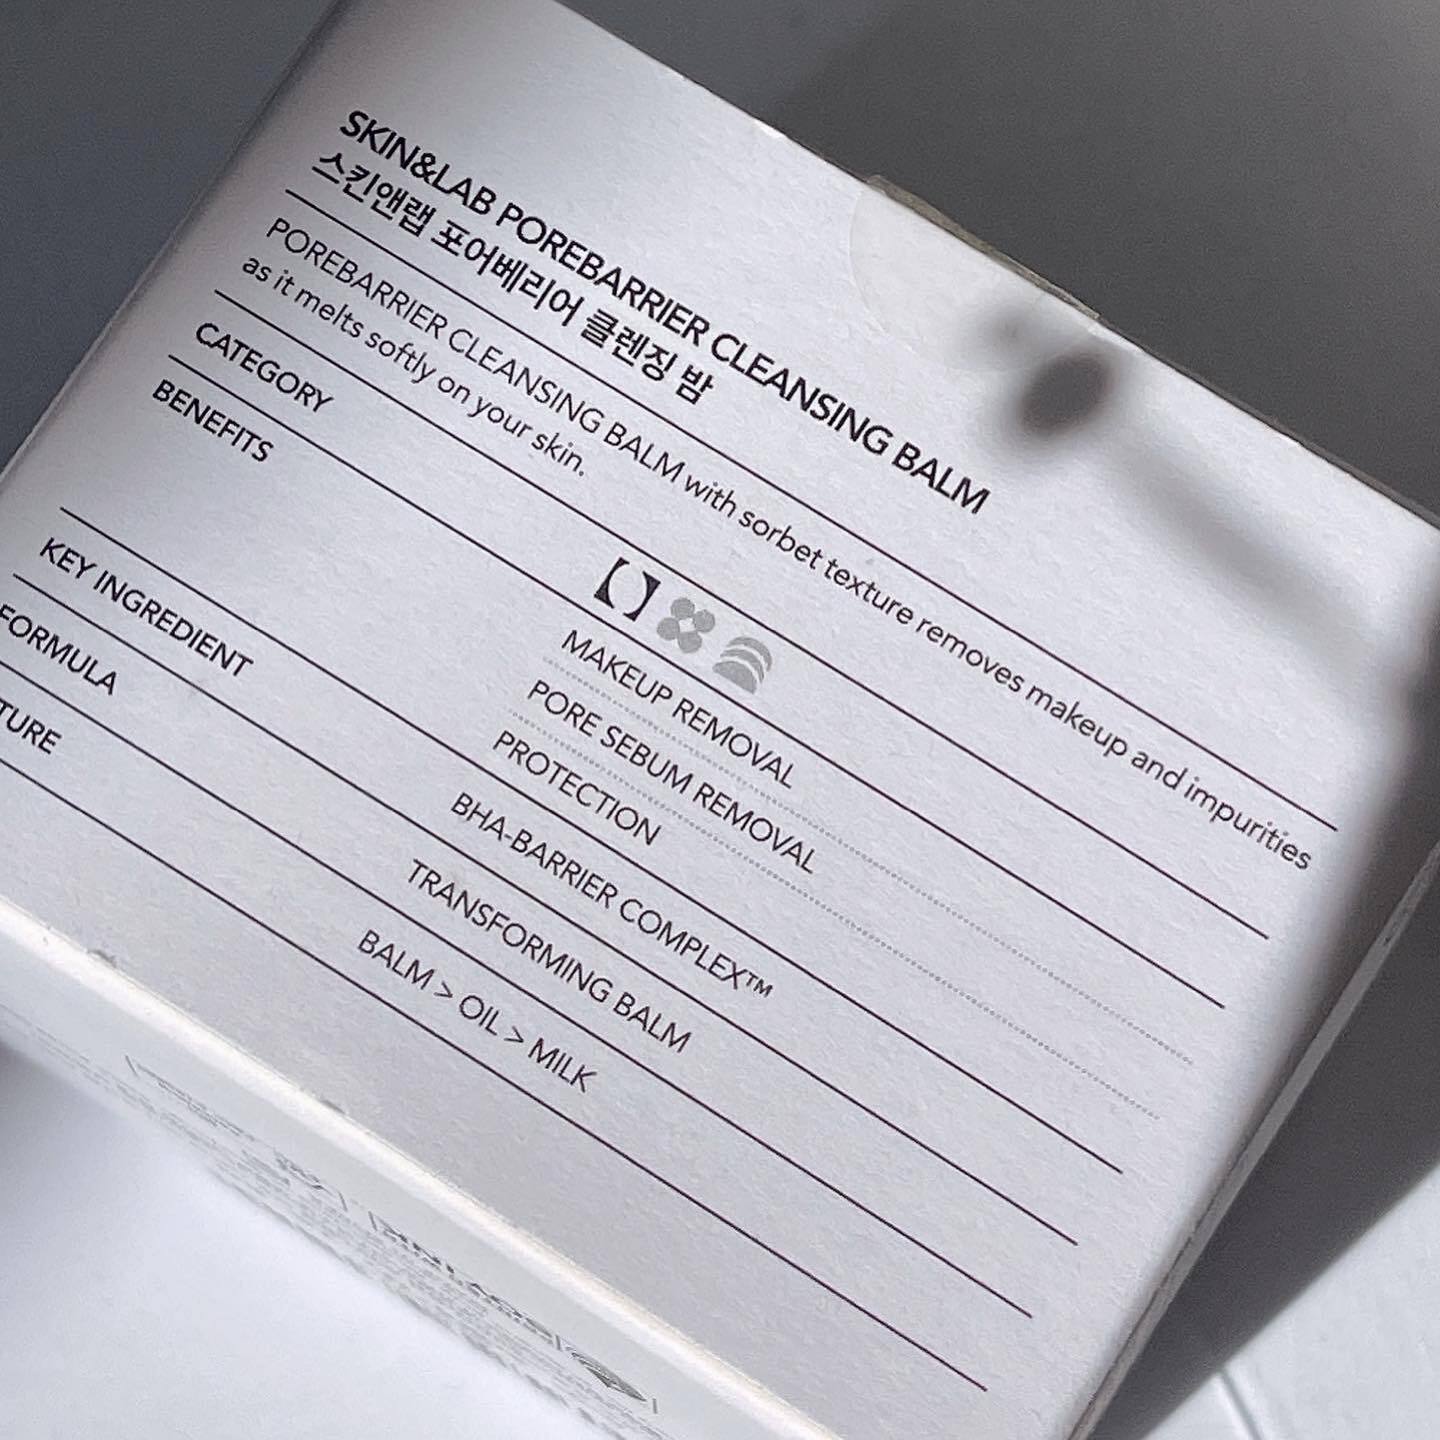 SKIN&LAB POREBARRIER CLEANSING BALM
스킨앤랩 포어베리어 클렌징 밤
POREBARRIER CLEANSING BALM with sorbet texture removes makeup and impurities
as it melts softly on your skin.
CATEGORY
BENEFITS
MAKEUP REMOVAL
PORE SEBUM REMOVAL
PROTECTION
KEY INGREDIENT
BHA-BARRIER COMPLEX™
FORMULA
TRANSFORMING BALM
TURE
BALM > OIL > MILK